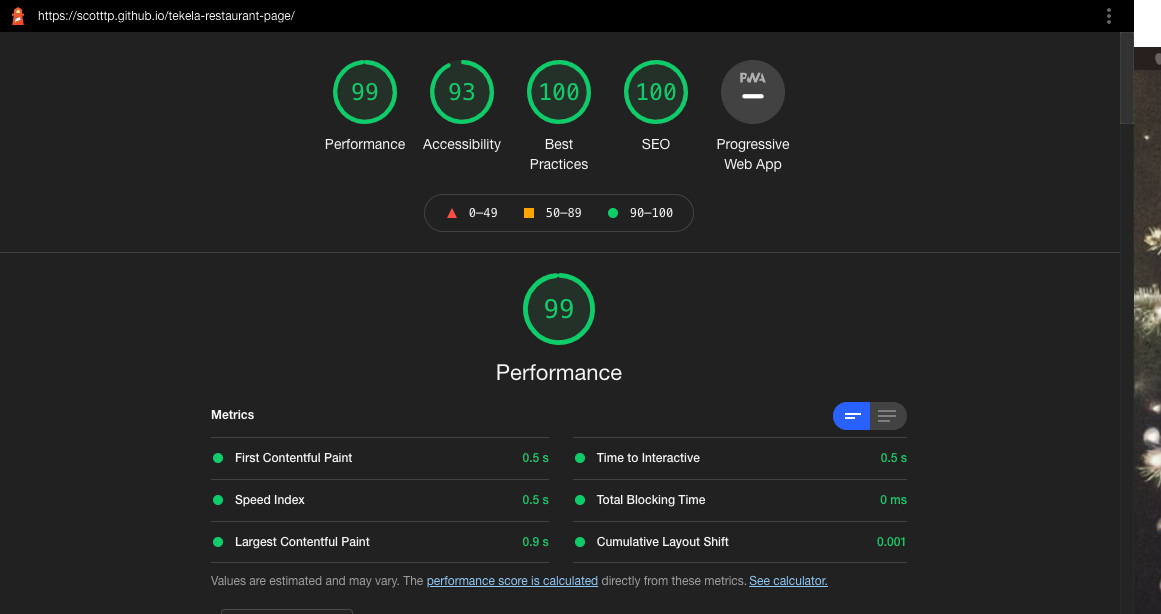 https://scotttp.github.io/tekela-restaurant-page/
99 93 100 100 PWA
Performance Accessibility Best Practices SEO Progressive Web App
0–49 50–89 90–100
99
Performance
Metrics
First Contentful Paint 0.5 s
Time to Interactive 0.5 s
Speed Index 0.5 s
Total Blocking Time 0 ms
Largest Contentful Paint 0.9 s
Cumulative Layout Shift 0.001
Values are estimated and may vary. The performance score is calculated directly from these metrics. See calculator.